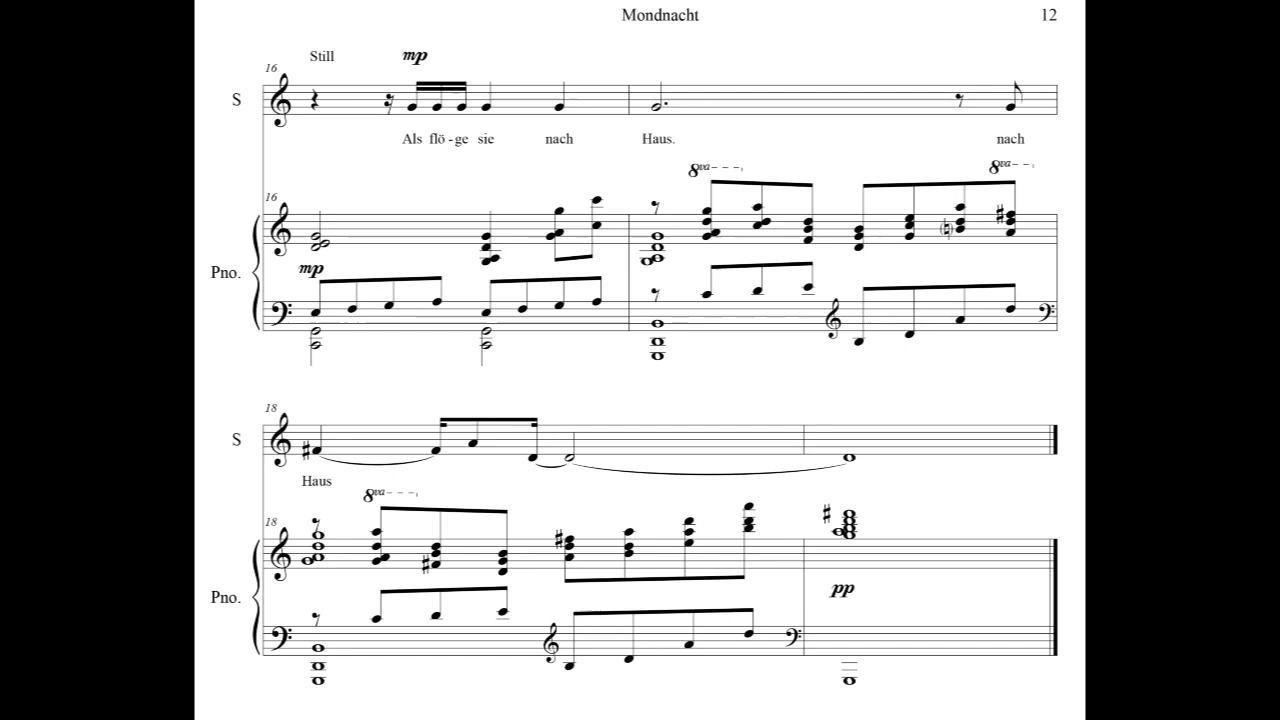 Mondnacht 12
Still mp
16
S
Als flö - ge sie nach Haus. nach
8va 8va
16
mp
Pno.
18
S
Haus
8va
18
pp
Pno.